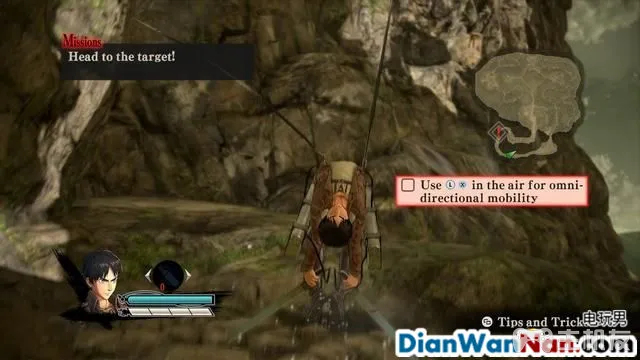 Missions
Head to the target!
Use Ⓛ ⓧ in the air for omni-
directional mobility
Tips and Trick
电玩男
DianWanNan.com